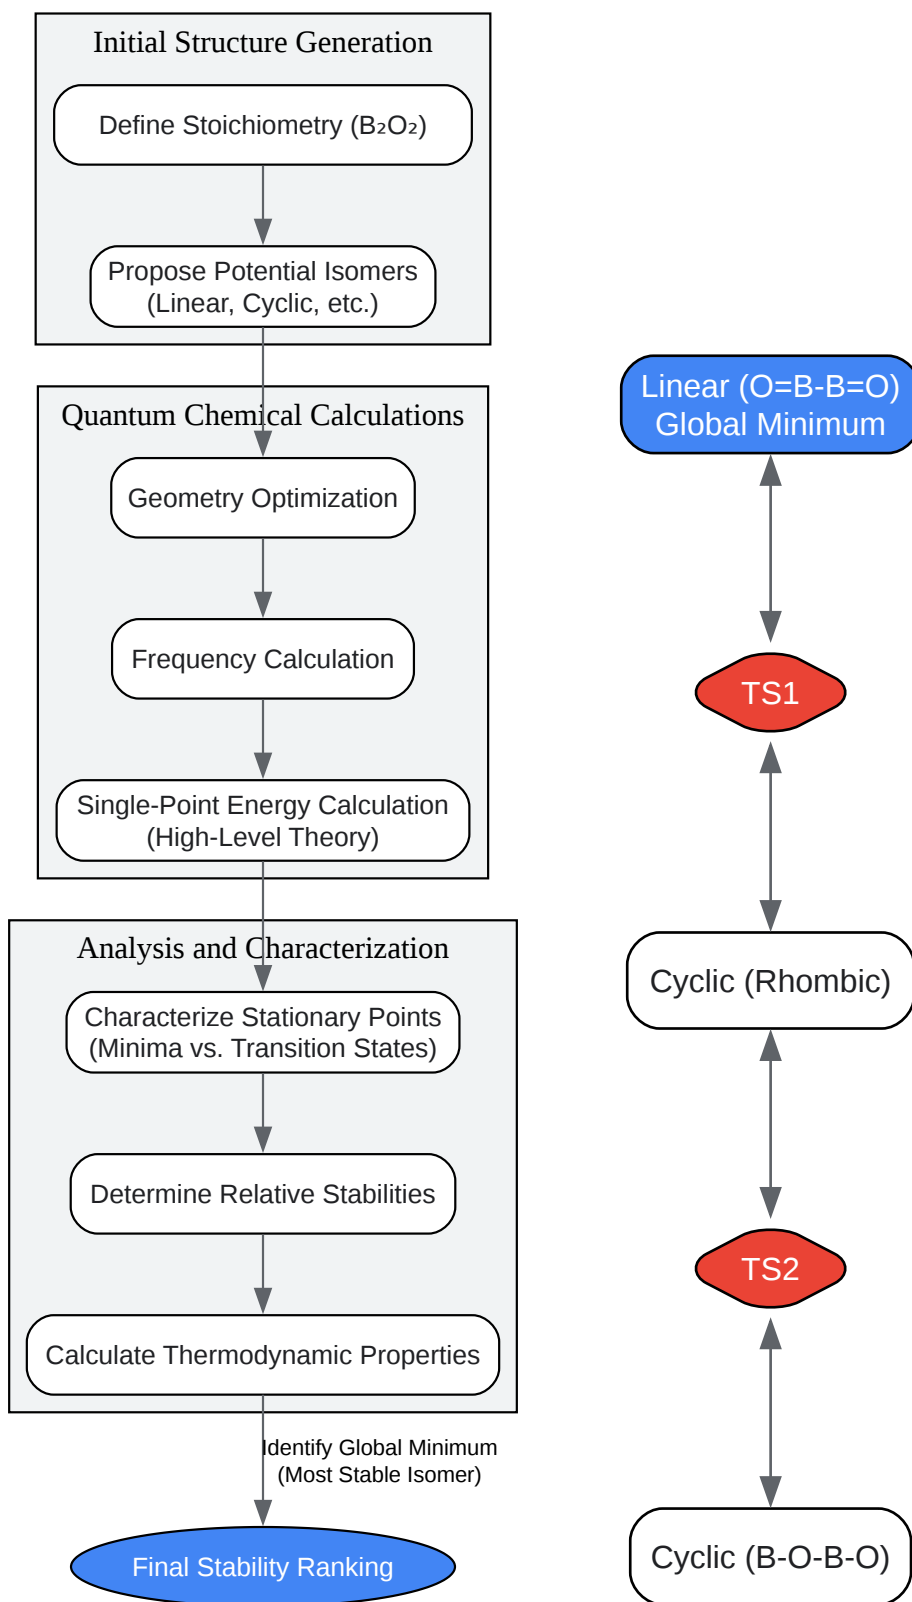 Initial Structure Generation
Define Stoichiometry (B₂O₂)
Propose Potential Isomers
(Linear, Cyclic, etc.)
Quantum Chemical Calculations
Geometry Optimization
Frequency Calculation
Single-Point Energy Calculation
(High-Level Theory)
Analysis and Characterization
Characterize Stationary Points
(Minima vs. Transition States)
Determine Relative Stabilities
Calculate Thermodynamic Properties
Identify Global Minimum
(Most Stable Isomer)
Final Stability Ranking
Linear (O=B-B=O)
Global Minimum
TS1
Cyclic (Rhombic)
TS2
Cyclic (B-O-B-O)